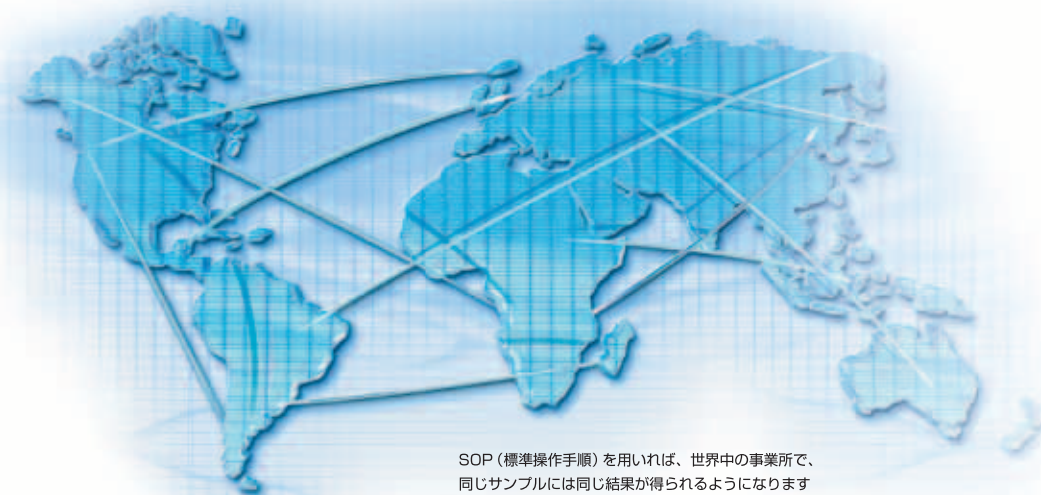 SOP（標準操作手順）を用いれば、世界中の事業所で、
同じサンプルには同じ結果が得られるようになります